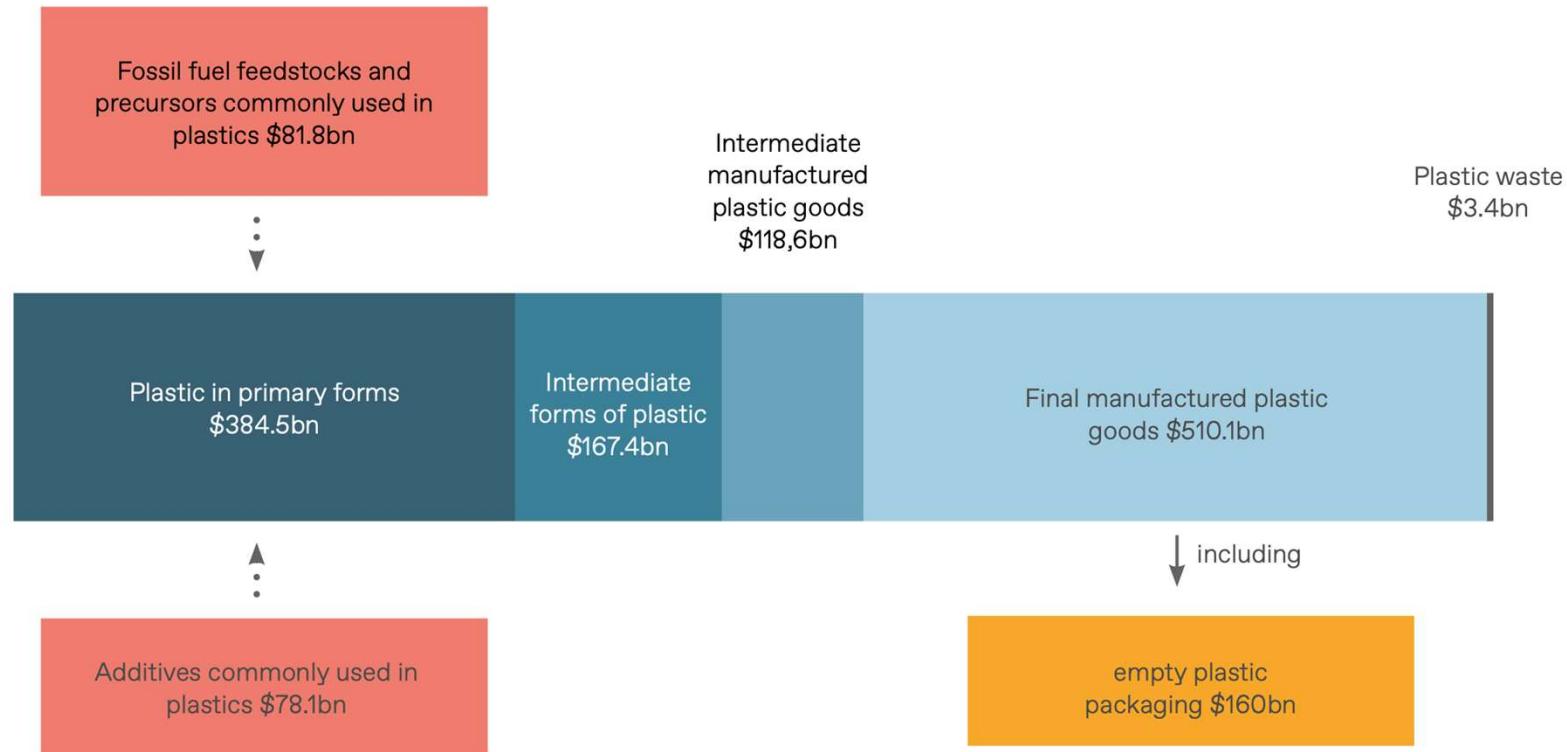 Fossil fuel feedstocks and
precursors commonly used in
plastics $81.8bn
Intermediate
manufactured
plastic goods
$118,6bn
Plastic waste
$3.4bn
Plastic in primary forms
$384.5bn
Intermediate
forms of plastic
$167.4bn
Final manufactured plastic
goods $510.1bn
including
Additives commonly used in
plastics $78.1bn
empty plastic
packaging $160bn